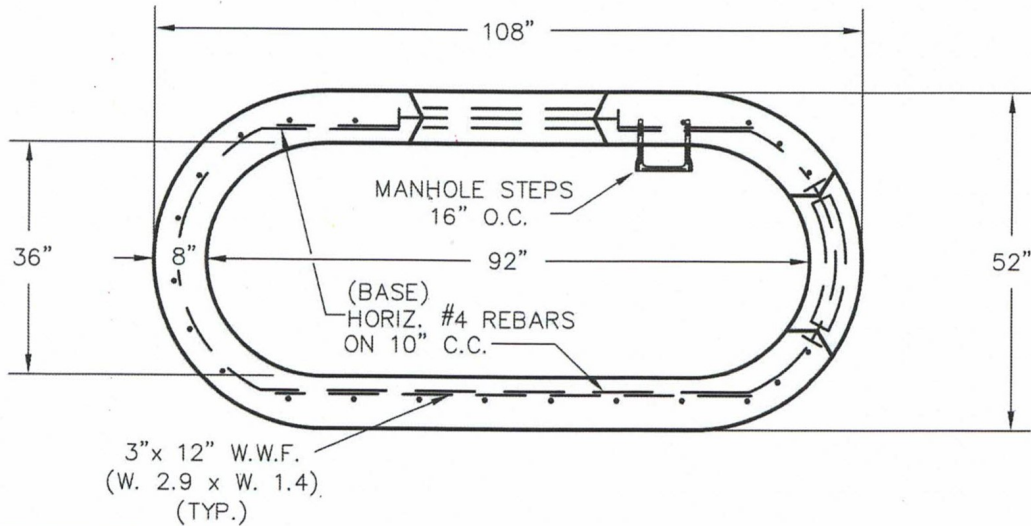 108"
MANHOLE STEPS
16" O.C.
36"
8"
92"
52"
(BASE)
HORIZ. #4 REBARS
ON 10" C.C.
3"x 12" W.W.F.
(W. 2.9 x W. 1.4)
(TYP.)